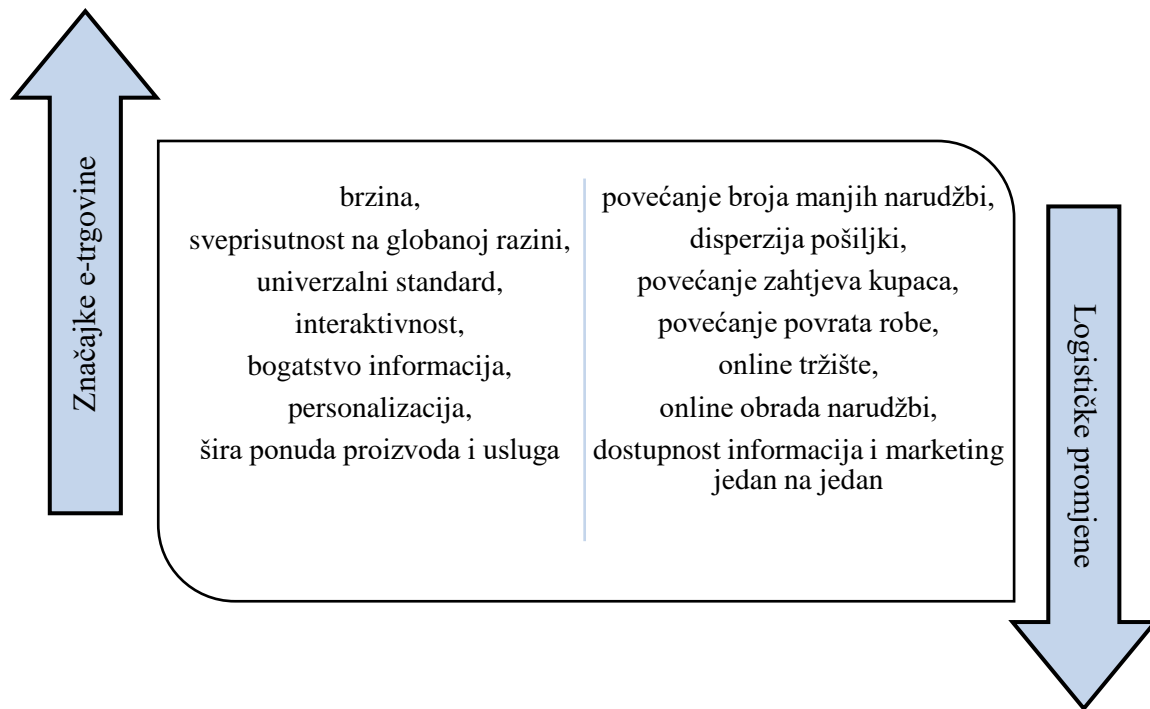 Značajke e-trgovine
brzina,
sveprisutnost na globanoj razini,
univerzalni standard,
interaktivnost,
bogatstvo informacija,
personalizacija,
šira ponuda proizvoda i usluga
povećanje broja manjih narudžbi,
disperzija pošiljki,
povećanje zahtjeva kupaca,
povećanje povrata robe,
online tržište,
online obrada narudžbi,
dostupnost informacija i marketing
jedan na jedan
Logističke promjene